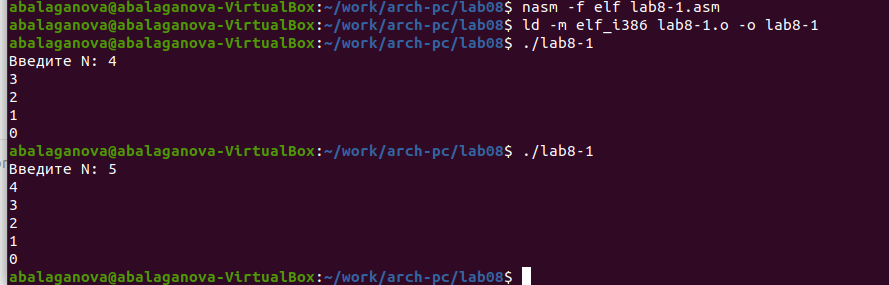 abalaganova@abalaganova-VirtualBox:~/work/arch-pc/lab08$ nasm -f elf lab8-1.asm
abalaganova@abalaganova-VirtualBox:~/work/arch-pc/lab08$ ld -m elf_i386 lab8-1.o -o lab8-1
abalaganova@abalaganova-VirtualBox:~/work/arch-pc/lab08$ ./lab8-1
Введите N: 4
3
2
1
0
abalaganova@abalaganova-VirtualBox:~/work/arch-pc/lab08$ ./lab8-1
Введите N: 5
4
3
2
1
0
abalaganova@abalaganova-VirtualBox:~/work/arch-pc/lab08$